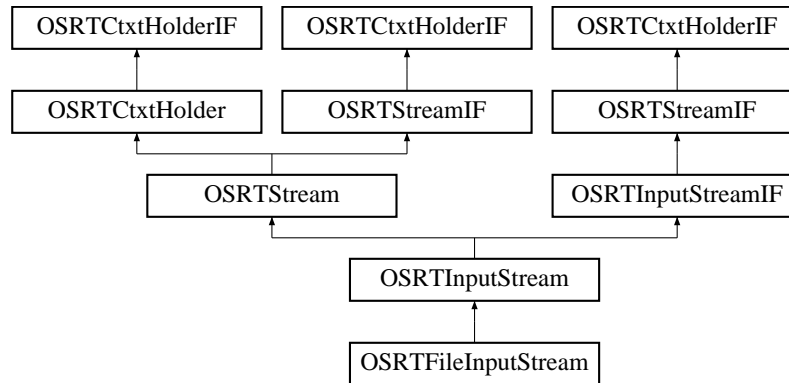 OSRTCtxtHolderIF
OSRTCtxtHolderIF
OSRTCtxtHolderIF
OSRTCtxtHolder
OSRTStreamIF
OSRTStreamIF
OSRTStream
OSRTInputStreamIF
OSRTInputStream
OSRTFileInputStream